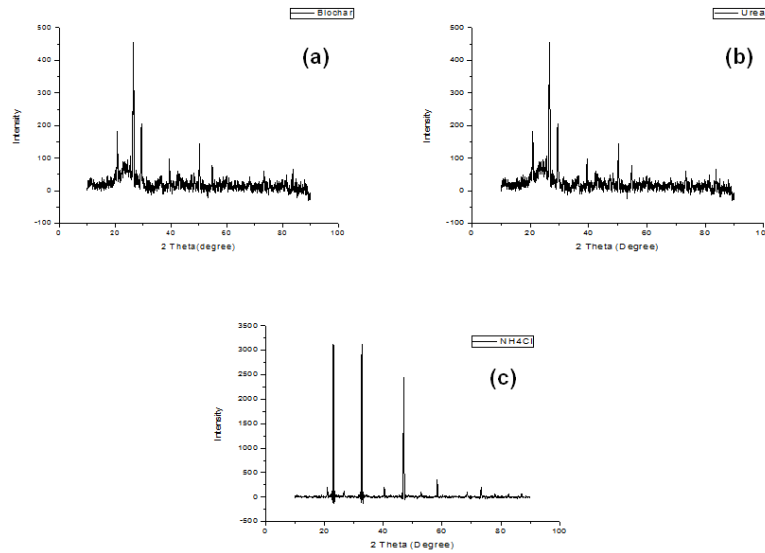 Biochar
(a)
500
400
300
200
100
0
-100
Intensity
0 20 40 60 80 100
2 Theta(degree)
Urea
(b)
500
400
300
200
100
0
-100
Intensity
0 20 40 60 80 100
2 Theta (Degree)
NH4Cl
(c)
3500
3000
2500
2000
1500
1000
500
0
-500
Intensity
0 20 40 60 80 100
2 Theta (Degree)